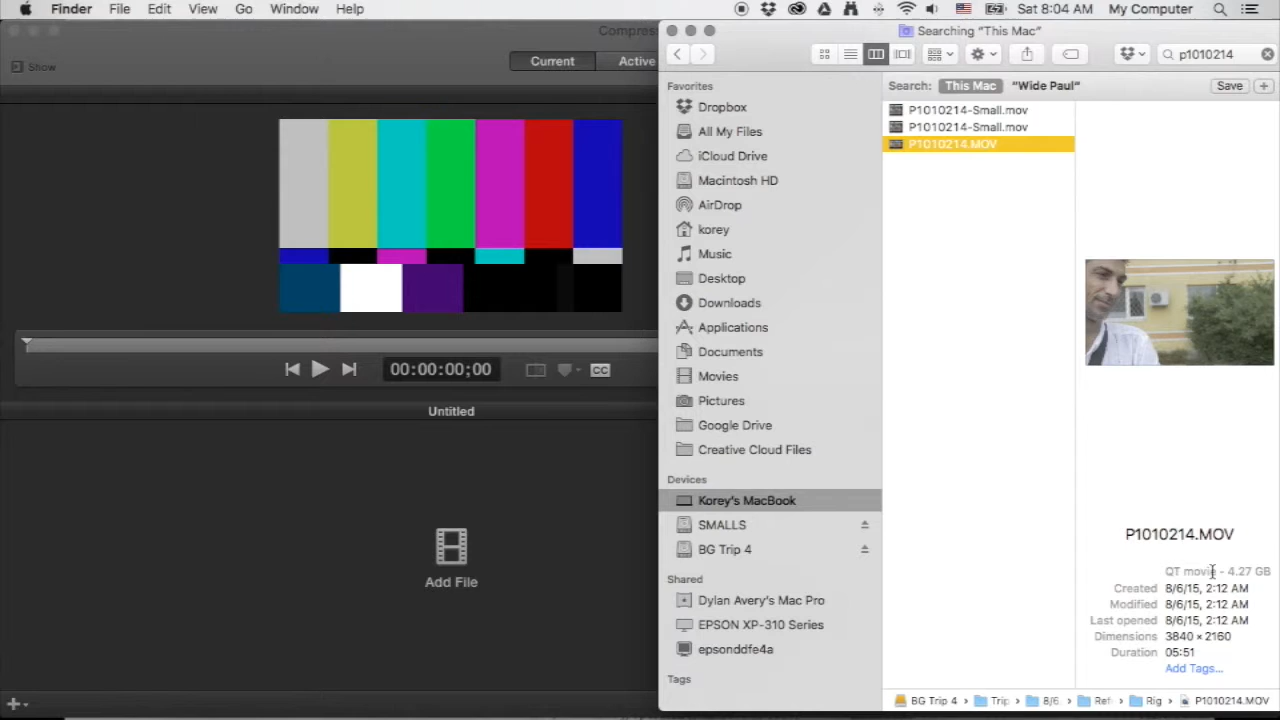 Finder File Edit View Go Window Help Sat 8:04 AM My Computer
Compress
Show
Current Active
00:00:00;00
CC
Untitled
Add File
Searching "This Mac"
p1010214
Favorites
Dropbox
All My Files
iCloud Drive
Macintosh HD
AirDrop
korey
Music
Desktop
Downloads
Applications
Documents
Movies
Pictures
Google Drive
Creative Cloud Files
Devices
Korey's MacBook
SMALLS
BG Trip 4
Shared
Dylan Avery's Mac Pro
EPSON XP-310 Series
epsonddfe4a
Tags
Search: This Mac "Wide Paul" Save
P1010214-Small.mov
P1010214-Small.mov
P1010214.MOV
P1010214.MOV
QT movie - 4.27 GB
Created 8/6/15, 2:12 AM
Modified 8/6/15, 2:12 AM
Last opened 8/6/15, 2:12 AM
Dimensions 3840 × 2160
Duration 05:51
Add Tags...
BG Trip 4 › Trip › 8/6 › Ref › Rig › P1010214.MOV